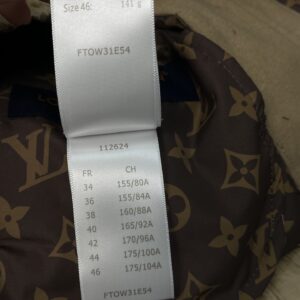 Size 46: 141 g
FTOW31E54
112624
FR CH
34 155/80A
36 155/84A
38 160/88A
40 165/92A
42 170/96A
44 175/100A
46 175/104A
FTOW31E54